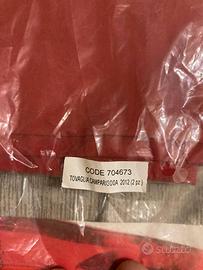 CODE 704673
TOVAGLIA CAMPARISODA 2012 (2 pz.)
subito